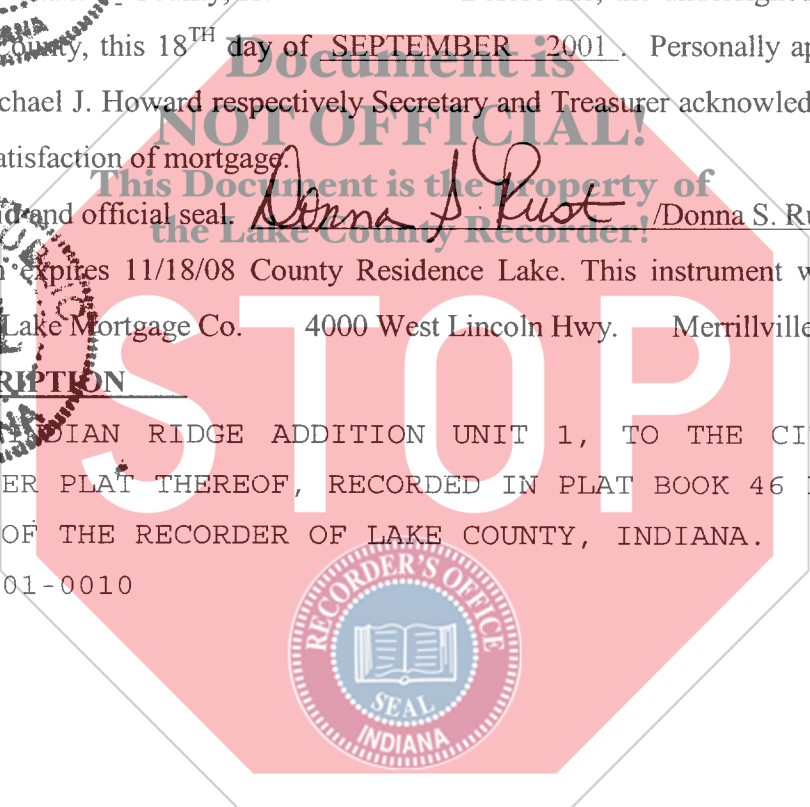 County, this 18TH day of SEPTEMBER 2001 . Personally ap
Document is
chael J. Howard respectively Secretary and Treasurer acknowled
NOT OFFICIAL!
atisfaction of mortgage.
This Document is the property of
and official seal. Donna S. Rust /Donna S. Ru
the Lake County Recorder!
expires 11/18/08 County Residence Lake. This instrument w
Lake Mortgage Co. 4000 West Lincoln Hwy. Merrillville
STOP
RIPTION
INDIAN RIDGE ADDITION UNIT 1, TO THE CI
ER PLAT THEREOF, RECORDED IN PLAT BOOK 46
OF THE RECORDER OF LAKE COUNTY, INDIANA.
01-0010
RECORDER'S OFFICE
SEAL
INDIANA